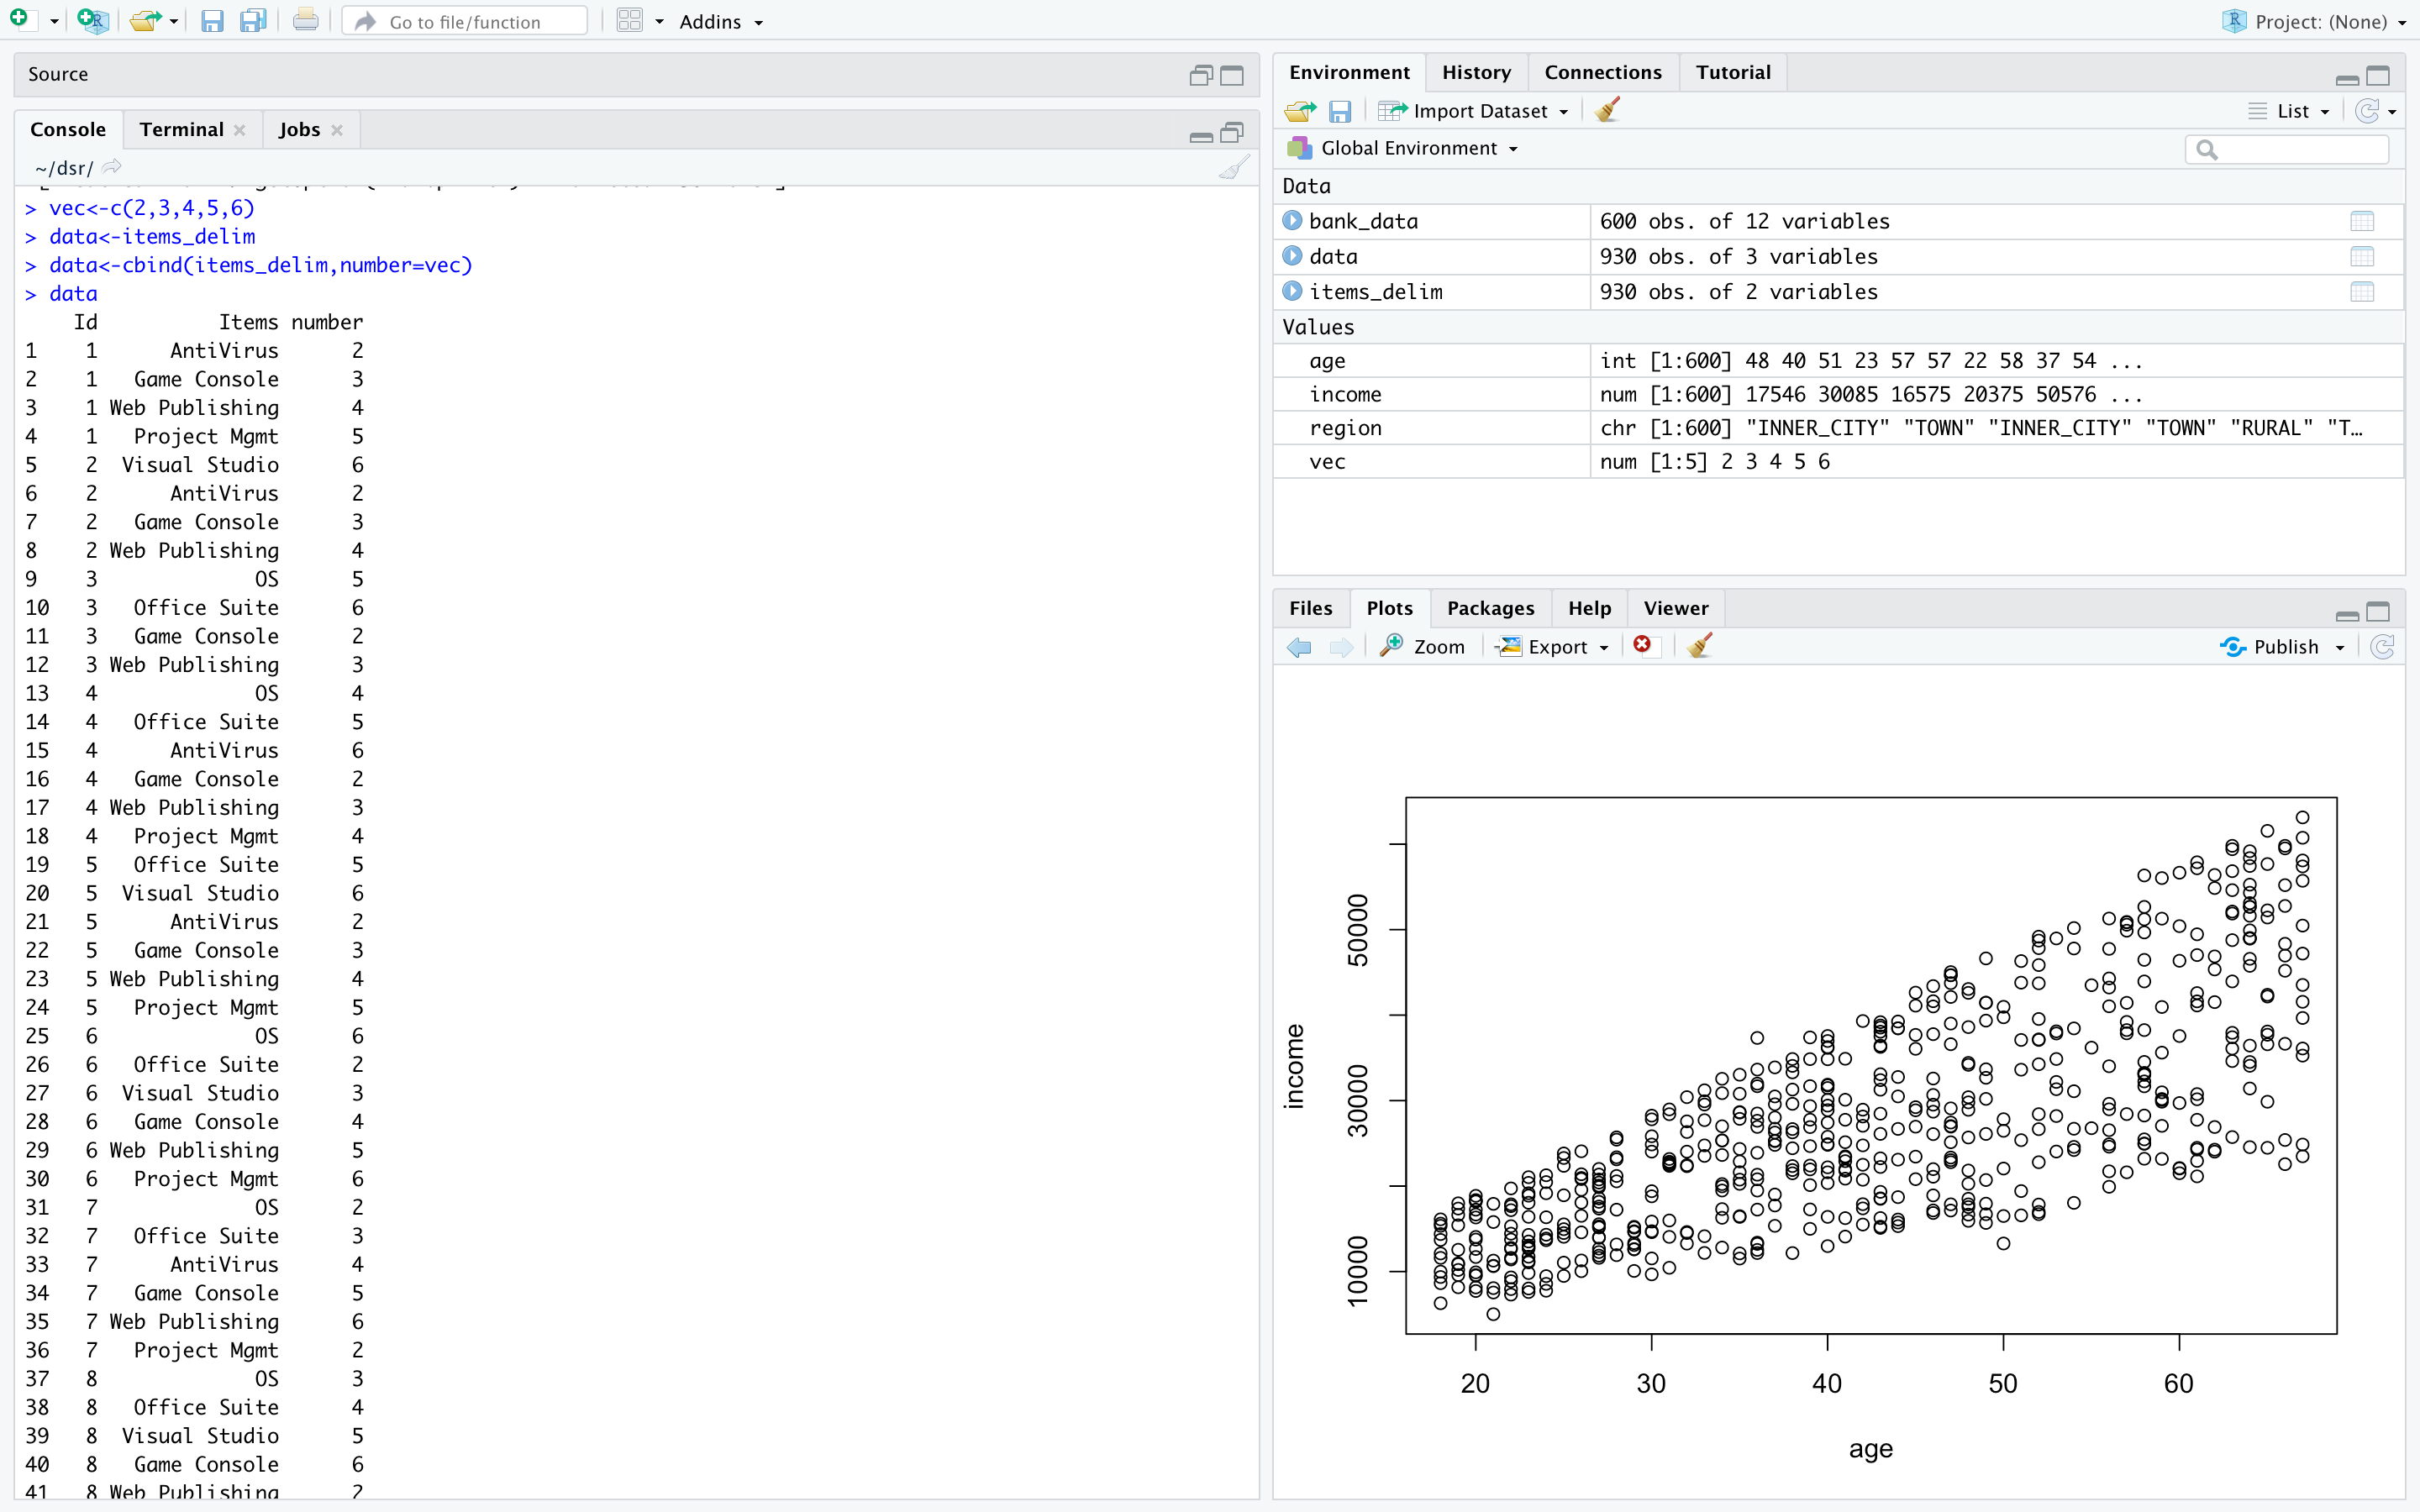 Go to file/function
Addins
Project: (None)
Source
Console Terminal Jobs
~/dsr/
> vec<-c(2,3,4,5,6)
> data<-items_delim
> data<-cbind(items_delim,number=vec)
> data
Id Items number
1 1 AntiVirus 2
2 1 Game Console 3
3 1 Web Publishing 4
4 1 Project Mgmt 5
5 2 Visual Studio 6
6 2 AntiVirus 2
7 2 Game Console 3
8 2 Web Publishing 4
9 3 OS 5
10 3 Office Suite 6
11 3 Game Console 2
12 3 Web Publishing 3
13 4 OS 4
14 4 Office Suite 5
15 4 AntiVirus 6
16 4 Game Console 2
17 4 Web Publishing 3
18 4 Project Mgmt 4
19 5 Office Suite 5
20 5 Visual Studio 6
21 5 AntiVirus 2
22 5 Game Console 3
23 5 Web Publishing 4
24 5 Project Mgmt 5
25 6 OS 6
26 6 Office Suite 2
27 6 Visual Studio 3
28 6 Game Console 4
29 6 Web Publishing 5
30 6 Project Mgmt 6
31 7 OS 2
32 7 Office Suite 3
33 7 AntiVirus 4
34 7 Game Console 5
35 7 Web Publishing 6
36 7 Project Mgmt 2
37 8 OS 3
38 8 Office Suite 4
39 8 Visual Studio 5
40 8 Game Console 6
41 8 Web Publishing 2
Environment History Connections Tutorial
Import Dataset List
Global Environment
Data
bank_data 600 obs. of 12 variables
data 930 obs. of 3 variables
items_delim 930 obs. of 2 variables
Values
age int [1:600] 48 40 51 23 57 57 22 58 37 54 ...
income num [1:600] 17546 30085 16575 20375 50576 ...
region chr [1:600] "INNER_CITY" "TOWN" "INNER_CITY" "TOWN" "RURAL" "T…
vec num [1:5] 2 3 4 5 6
Files Plots Packages Help Viewer
Zoom Export Publish
income
50000
30000
10000
20 30 40 50 60
age